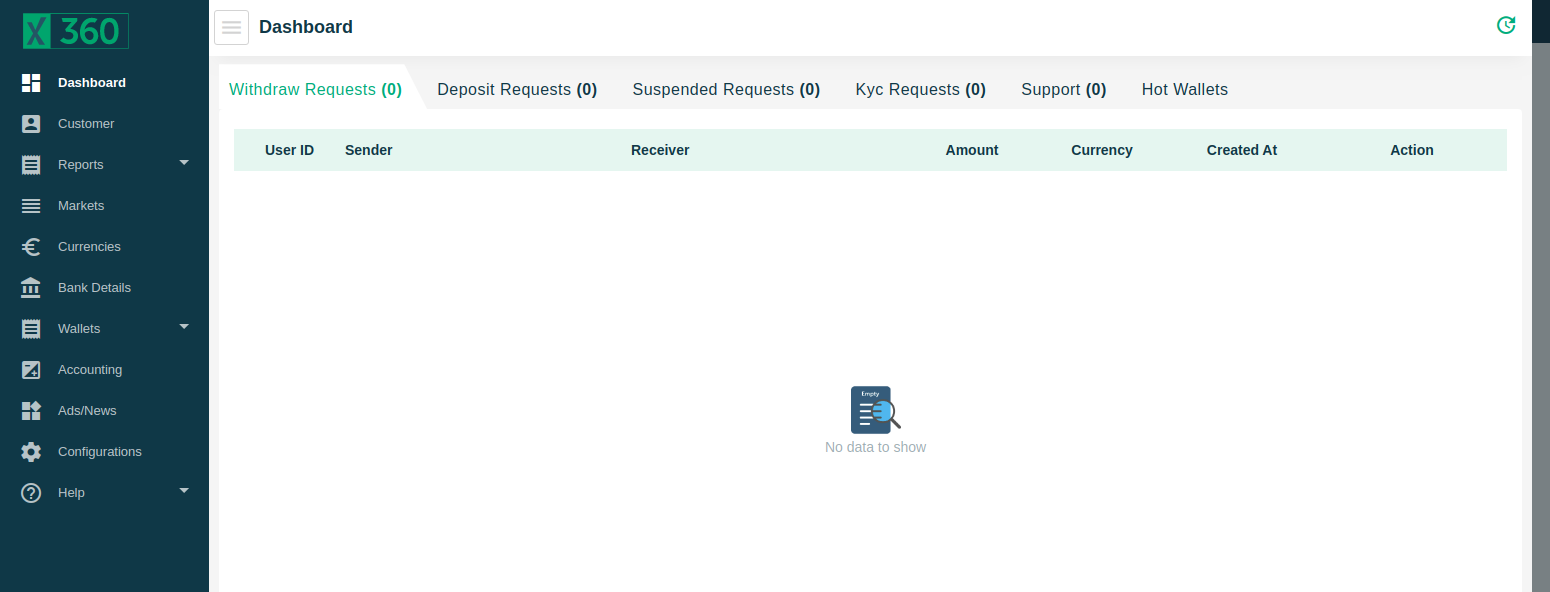 X 360
Dashboard
Dashboard
Customer
Reports
Markets
Currencies
Bank Details
Wallets
Accounting
Ads/News
Configurations
Help
Withdraw Requests (0) Deposit Requests (0) Suspended Requests (0) Kyc Requests (0) Support (0) Hot Wallets
User ID Sender Receiver Amount Currency Created At Action
Empty
No data to show